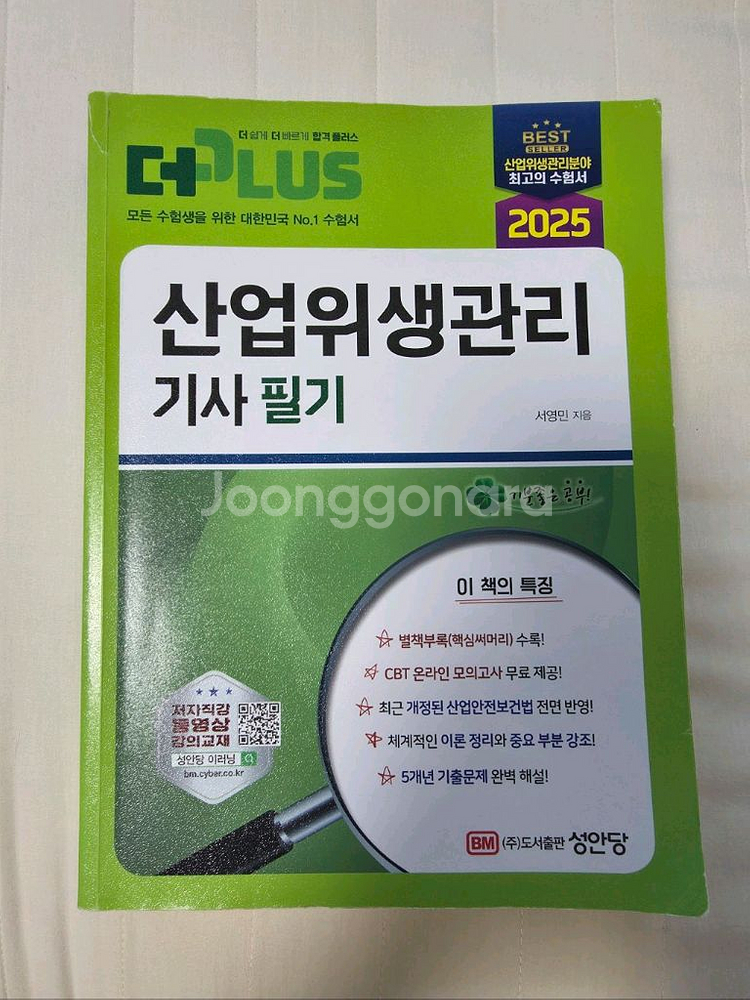 더 쉽게 더 빠르게 합격 플러스
더PLUS
모든 수험생을 위한 대한민국 No.1 수험서
BEST
SELLER
산업위생관리분야
최고의 수험서
2025
산업위생관리
기사 필기
서영민 지음
Joonggonara
기분좋은 공부!
이 책의 특징
별책부록(핵심써머리) 수록!
CBT 온라인 모의고사 무료 제공!
최근 개정된 산업안전보건법 전면 반영!
체계적인 이론 정리와 중요 부분 강조!
5개년 기출문제 완벽 해설!
저자직강
동영상
강의교재
성안당 이러닝
bm.cyber.co.kr
BM (주)도서출판 성안당